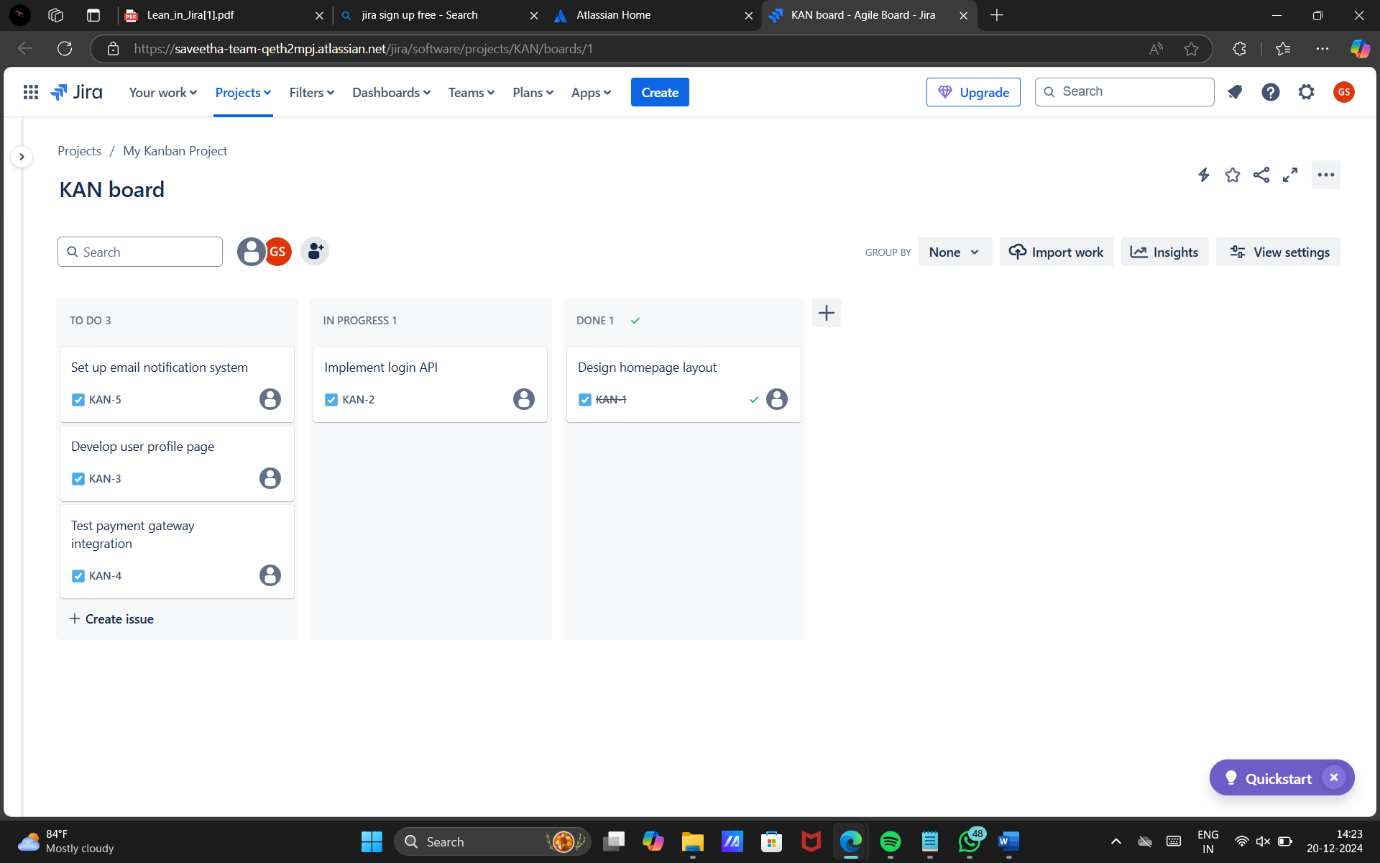 Lean_in_Jira[1].pdf
jira sign up free - Search
Atlassian Home
KAN board - Agile Board - Jira
https://saveetha-team-qeth2mpj.atlassian.net/jira/software/projects/KAN/boards/1
Jira Your work Projects Filters Dashboards Teams Plans Apps Create Upgrade Search GS
Projects / My Kanban Project
KAN board
Search GS GROUP BY None Import work Insights View settings
TO DO 3
Set up email notification system
KAN-5
Develop user profile page
KAN-3
Test payment gateway
integration
KAN-4
+ Create issue
IN PROGRESS 1
Implement login API
KAN-2
DONE 1
Design homepage layout
KAN-1
Quickstart
84°F
Mostly cloudy
Search
48
ENG
IN
14:23
20-12-2024